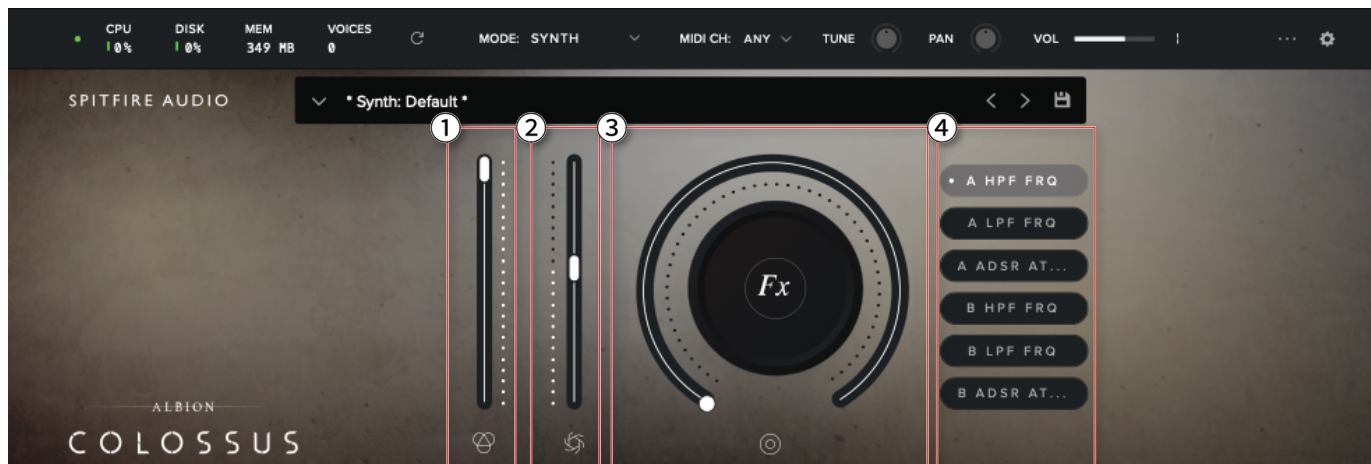 CPU DISK MEM VOICES
0% 0% 349 MB 0
MODE: SYNTH MIDI CH: ANY TUNE PAN VOL
SPITFIRE AUDIO
* Synth: Default *
1 2 3 4
A HPF FRQ
A LPF FRQ
A ADSR AT...
Fx
B HPF FRQ
B LPF FRQ
B ADSR AT...
ALBION
COLOSSUS